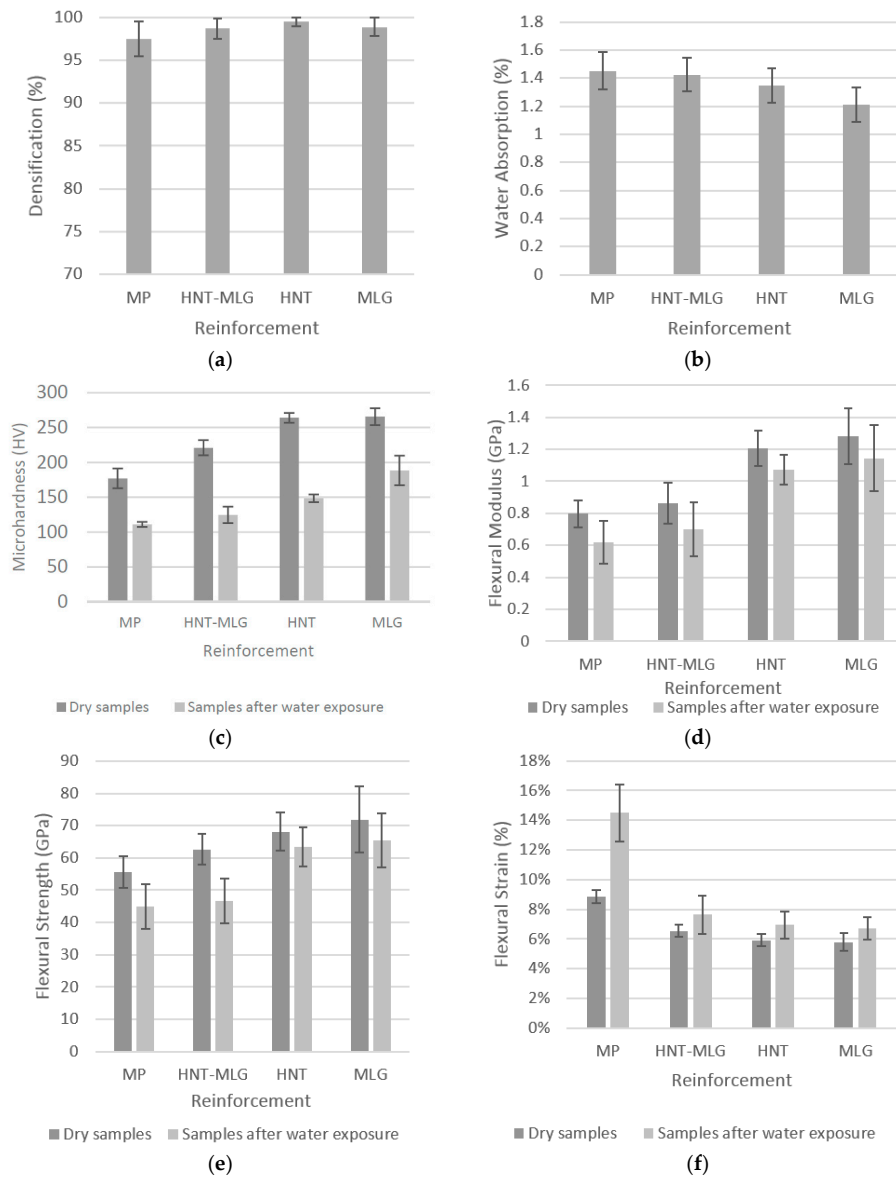 Densification (%)
100
95
90
85
80
75
70
MP HNT-MLG HNT MLG
Reinforcement
(a)
Water Absorption (%)
1.8
1.6
1.4
1.2
1
0.8
0.6
0.4
0.2
0
MP HNT-MLG HNT MLG
Reinforcement
(b)
Microhardness (HV)
300
250
200
150
100
50
0
MP HNT-MLG HNT MLG
Reinforcement
Dry samples Samples after water exposure
(c)
Flexural Modulus (GPa)
1.6
1.4
1.2
1
0.8
0.6
0.4
0.2
0
MP HNT-MLG HNT MLG
Reinforcement
Dry samples Samples after water exposure
(d)
Flexural Strength (GPa)
90
80
70
60
50
40
30
20
10
0
MP HNT-MLG HNT MLG
Reinforcement
Dry samples Samples after water exposure
(e)
Flexural Strain (%)
18%
16%
14%
12%
10%
8%
6%
4%
2%
0%
MP HNT-MLG HNT MLG
Reinforcement
Dry samples Samples after water exposure
(f)